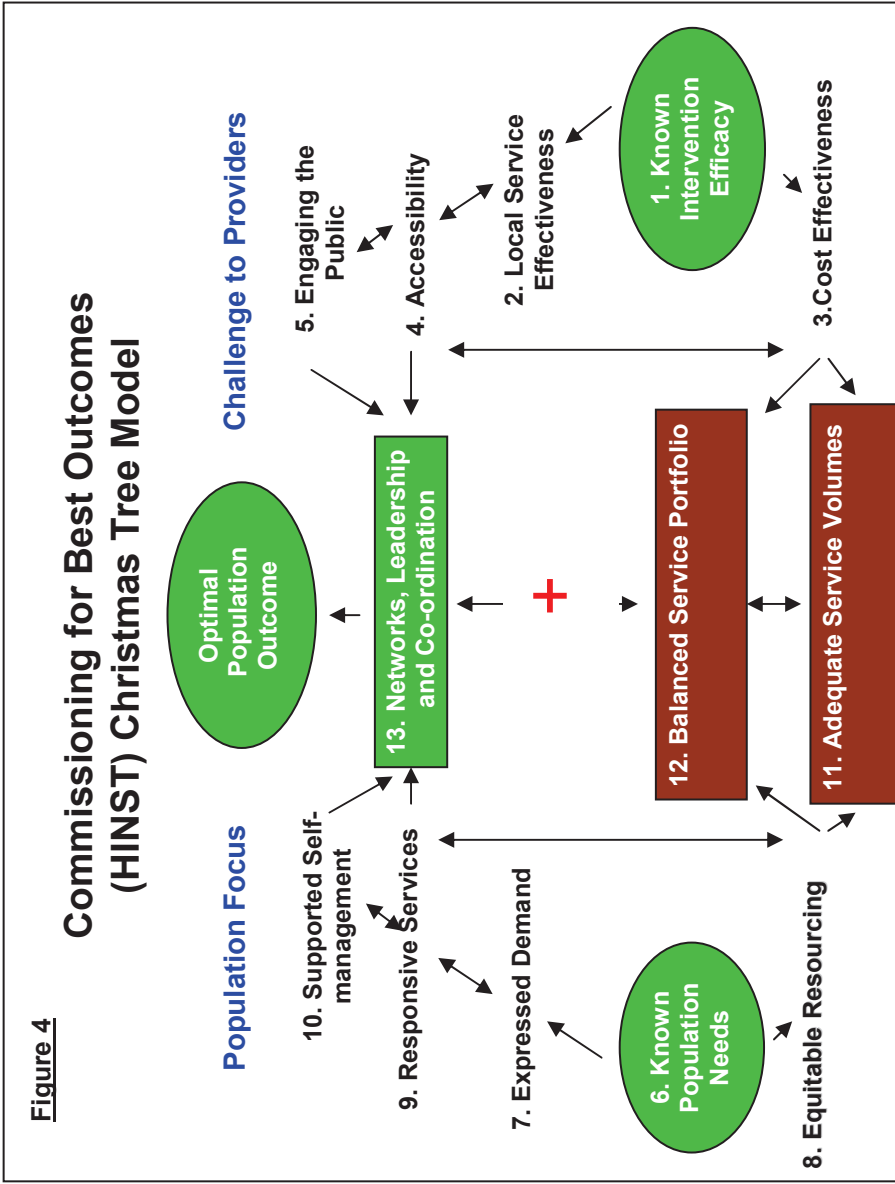 Figure 4
Commissioning for Best Outcomes
(HINST) Christmas Tree Model
Population Focus
Challenge to Providers
Optimal
Population
Outcome
10. Supported Self-
management
5. Engaging the
Public
13. Networks, Leadership
and Co-ordination
9. Responsive Services
4. Accessibility
7. Expressed Demand
+
2. Local Service
Effectiveness
6. Known
Population
Needs
12. Balanced Service Portfolio
1. Known
Intervention
Efficacy
8. Equitable Resourcing
11. Adequate Service Volumes
3.Cost Effectiveness